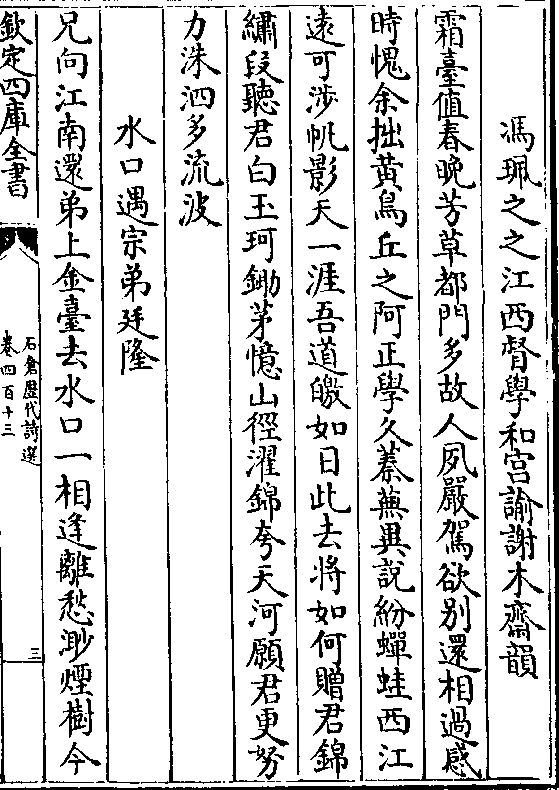 馮珮之之江西督學和宫諭謝木齋韻
霜臺值春晚芳草都門多故人夙嚴駕欲别還相過感
時愧余拙黄鳥丘之阿正學久蓁蕪異説紛蟬蛙西江
遠可涉帆影天一涯吾道皦如日此去將如何贈君錦
繡段聽君白玉珂鋤茅憶山徑濯錦夸天河願君更努
力洙泗多流波
水口遇宗弟廷隆
兄向江南還弟上金臺去水口一相逢離愁渺煙樹今
欽定四庫全書
石倉歴代詩選
卷四百十三
三